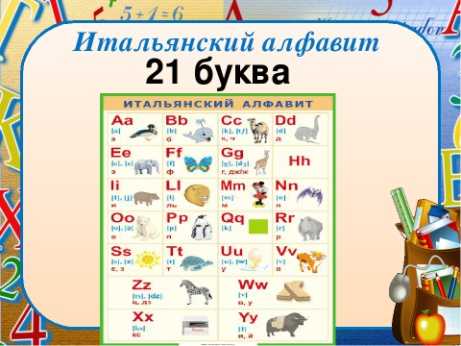 5+1=6
Итальянский алфавит
21 буква
ИТАЛЬЯНСКИЙ АЛФАВИТ
Aa Bb Cc Dd
[a] [b] [k], [tʃ] [d]
а б к, ч д
Ee Ff Gg Hh
[e], [ɛ] [f] [g], [dʒ]
э ф г, дж/ж
Ii Ll Mm Nn
[i], [j] [l] [m] [n]
и ль м н
Oo Pp Qq Rr
[o], [ɔ] [p] [k] [r]
о п р
Ss Tt Uu Vv
[s], [z] [t] [u], [w] [v]
с, з т у в
Zz Ww
[ts], [dz] [v]
ц, дз в, у
Xx Yy
[ks] [i]
кс и, й